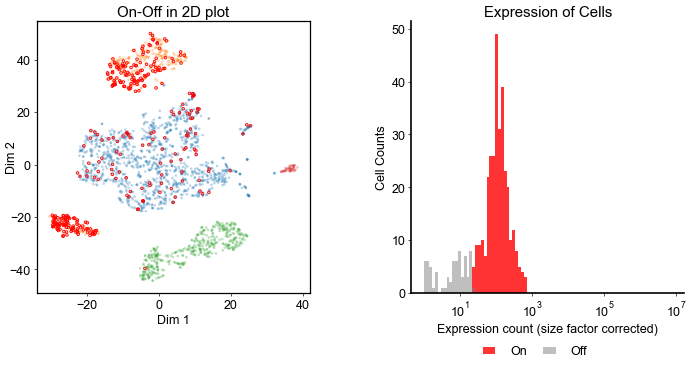 On-Off in 2D plot
40
20
0
−20
−40
Dim 2
−20
0
20
40
Dim 1
Expression of Cells
50
40
30
20
10
0
Cell Counts
10^1
10^3
10^5
10^7
Expression count (size factor corrected)
On Off